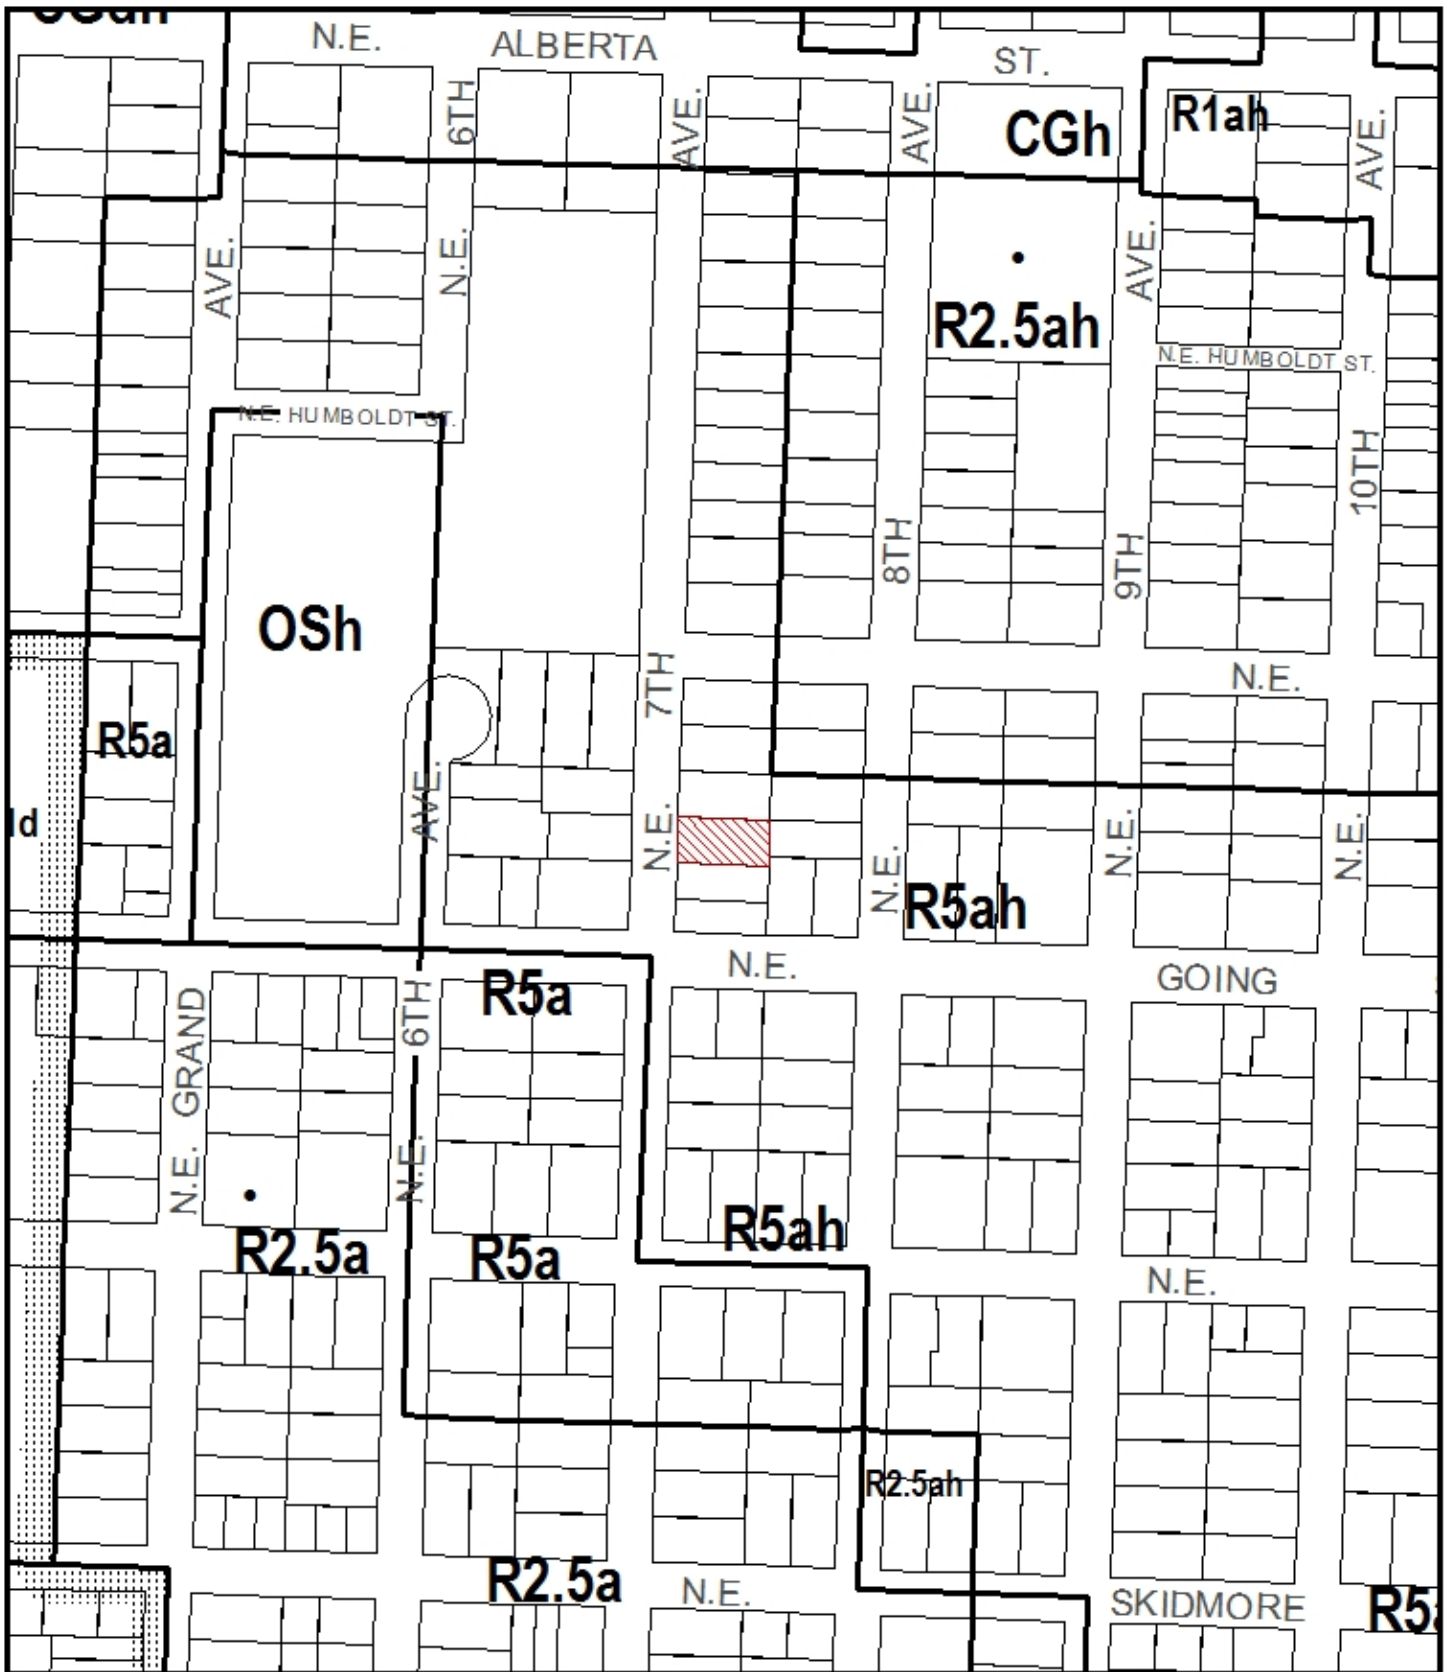 N.E.
ALBERTA
ST.
6TH
AVE.
AVE.
CGh
R1ah
AVE.
AVE.
N.E.
AVE.
R2.5ah
N.E. HUMBOLDT ST.
N.E. HUMBOLDT ST.
10TH
8TH
9TH
OSh
7TH
N.E.
R5a
AVE.
ld
N.E.
N.E.
N.E.
N.E.
R5ah
N.E.
GOING
R5a
6TH
GRAND
N.E.
N.E.
R5ah
R2.5a
R5a
N.E.
R2.5ah
R2.5a
N.E.
SKIDMORE